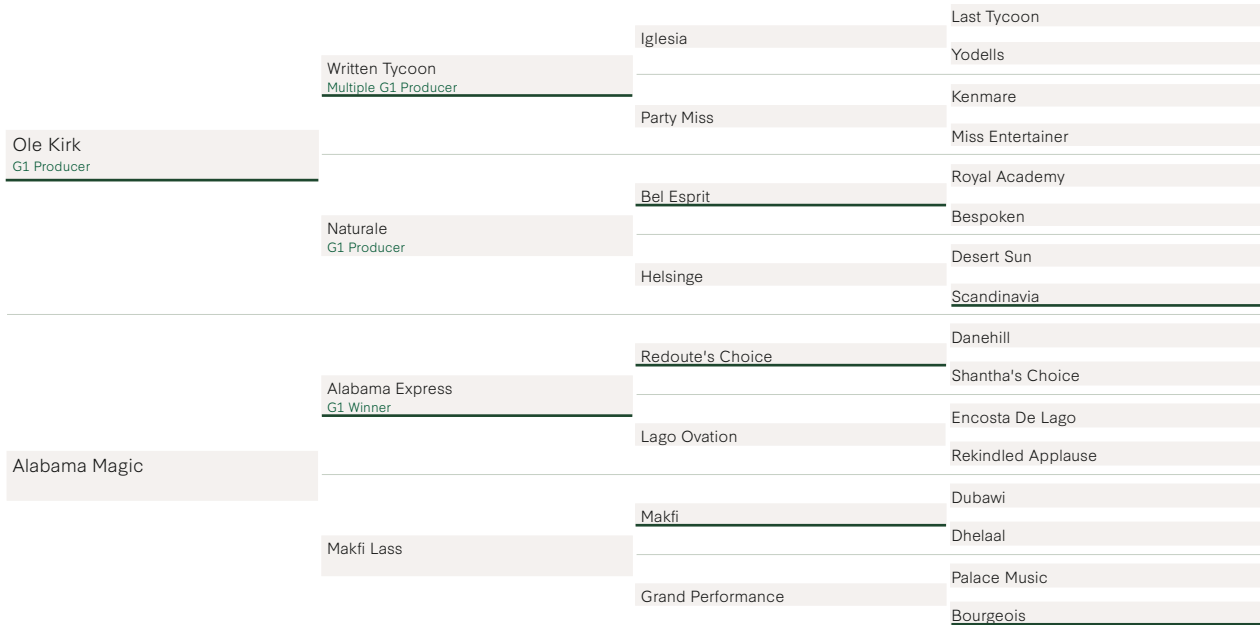 Ole Kirk
G1 Producer
Alabama Magic
Written Tycoon
Multiple G1 Producer
Naturale
G1 Producer
Alabama Express
G1 Winner
Makfi Lass
Iglesia
Party Miss
Bel Esprit
Helsinge
Redoute's Choice
Lago Ovation
Makfi
Grand Performance
Last Tycoon
Yodells
Kenmare
Miss Entertainer
Royal Academy
Bespoken
Desert Sun
Scandinavia
Danehill
Shantha's Choice
Encosta De Lago
Rekindled Applause
Dubawi
Dhelaal
Palace Music
Bourgeois